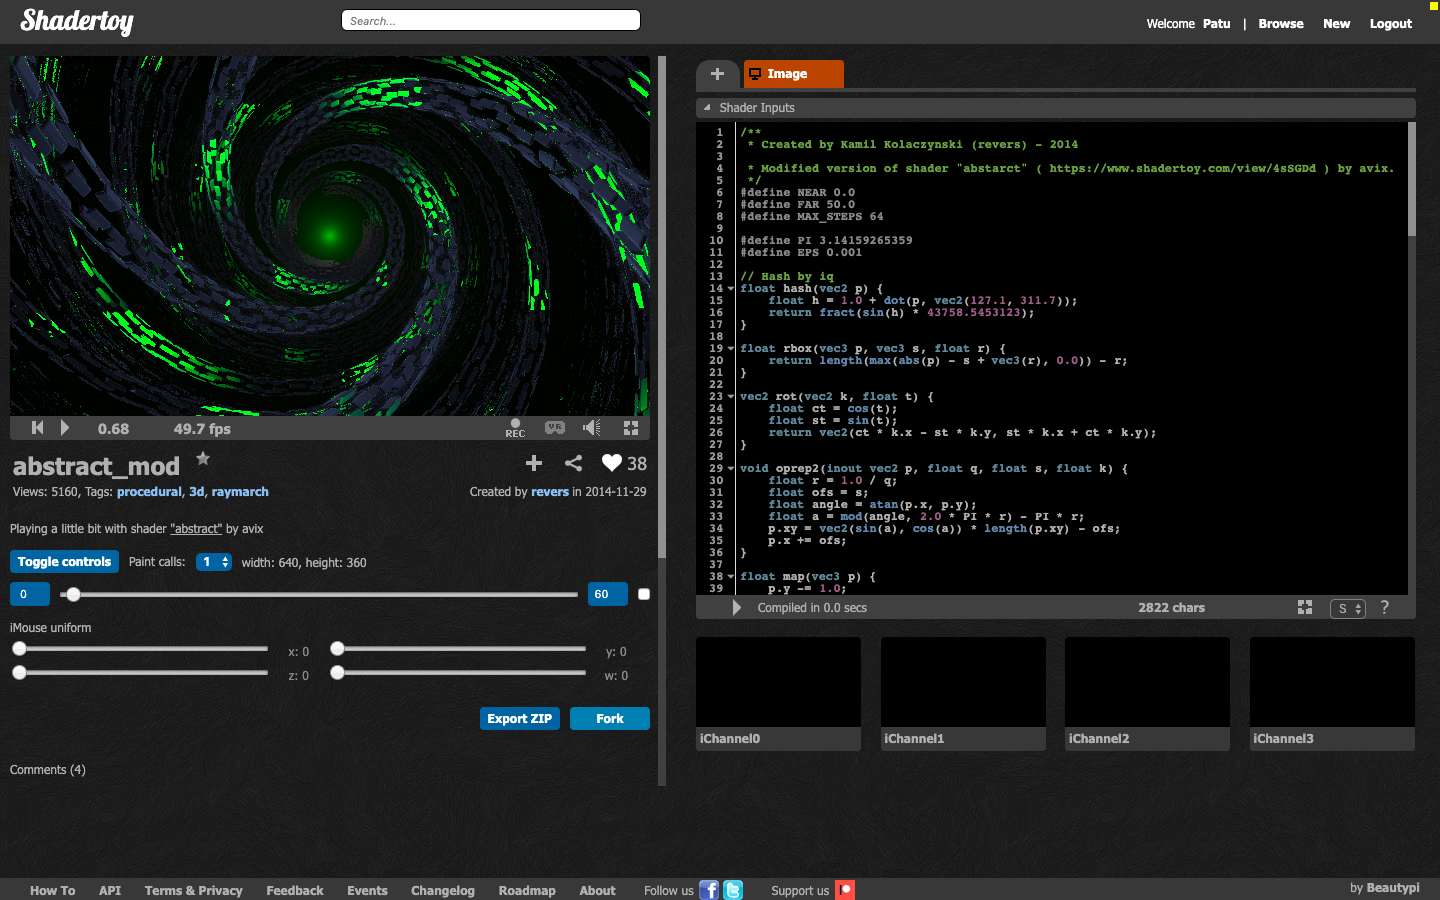 Shadertoy
Search...
Welcome Patu | Browse New Logout
0.68 49.7 fps
REC
VR
abstract_mod
38
Views: 5160, Tags: procedural, 3d, raymarch
Created by revers in 2014-11-29
Playing a little bit with shader "abstract" by avix
Toggle controls Paint calls: 1 width: 640, height: 360
0 60
iMouse uniform
x: 0 y: 0
z: 0 w: 0
Export ZIP Fork
Comments (4)
+ Image
Shader Inputs
1 /**
2 * Created by Kamil Kolaczynski (revers) - 2014
3
4 * Modified version of shader "abstarct" ( https://www.shadertoy.com/view/4sSGDd ) by avix.
5 */
6 #define NEAR 0.0
7 #define FAR 50.0
8 #define MAX_STEPS 64
9
10 #define PI 3.14159265359
11 #define EPS 0.001
12
13 // Hash by iq
14 float hash(vec2 p) {
15 float h = 1.0 + dot(p, vec2(127.1, 311.7));
16 return fract(sin(h) * 43758.5453123);
17 }
18
19 float rbox(vec3 p, vec3 s, float r) {
20 return length(max(abs(p) - s + vec3(r), 0.0)) - r;
21 }
22
23 vec2 rot(vec2 k, float t) {
24 float ct = cos(t);
25 float st = sin(t);
26 return vec2(ct * k.x - st * k.y, st * k.x + ct * k.y);
27 }
28
29 void oprep2(inout vec2 p, float q, float s, float k) {
30 float r = 1.0 / q;
31 float ofs = s;
32 float angle = atan(p.x, p.y);
33 float a = mod(angle, 2.0 * PI * r) - PI * r;
34 p.xy = vec2(sin(a), cos(a)) * length(p.xy) - ofs;
35 p.x += ofs;
36 }
37
38 float map(vec3 p) {
39 p.y -= 1.0;
Compiled in 0.0 secs 2822 chars S ?
iChannel0 iChannel1 iChannel2 iChannel3
How To API Terms & Privacy Feedback Events Changelog Roadmap About Follow us Support us by Beautypi